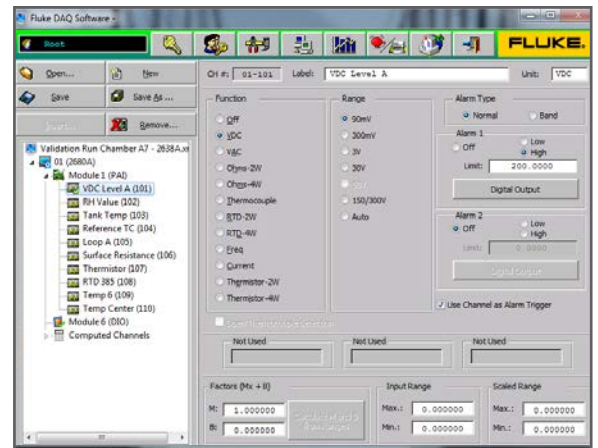 Fluke DAQ Software -
Root
FLUKE.
Open...
New
Save
Save As ...
Remove...
Validation Run Chamber A7 - 2638A.xm
01 (2680A)
Module 1 (PAI)
VDC Level A (101)
RH Value (102)
Tank Temp (103)
Reference TC (104)
Loop A (105)
Surface Resistance (106)
Thermistor (107)
RTD 385 (108)
Temp 6 (109)
Temp Center (110)
Module 6 (DIO)
Computed Channels
CH #: 01-101 Label: VDC Level A Unit: VDC
Function
Off
VDC
VAC
Ohms-2W
Ohms-4W
Thermocouple
RTD-2W
RTD-4W
Freq
Current
Thermistor-2W
Thermistor-4W
Range
90mV
300mV
3V
30V
150/300V
Auto
Alarm Type
Normal Band
Alarm 1
Off Low
High
Limit: 200.0000
Digital Output
Alarm 2
Off Low
High
Limit: 0.0000
Digital Output
Use Channel as Alarm Trigger
Open Thermocouple Detection
Not Used Not Used Not Used
Factors (Mx + B)
M: 1.000000
B: 0.000000
Input Range
Max.: 0.000000
Min.: 0.000000
Scaled Range
Max.: 0.000000
Min.: 0.000000